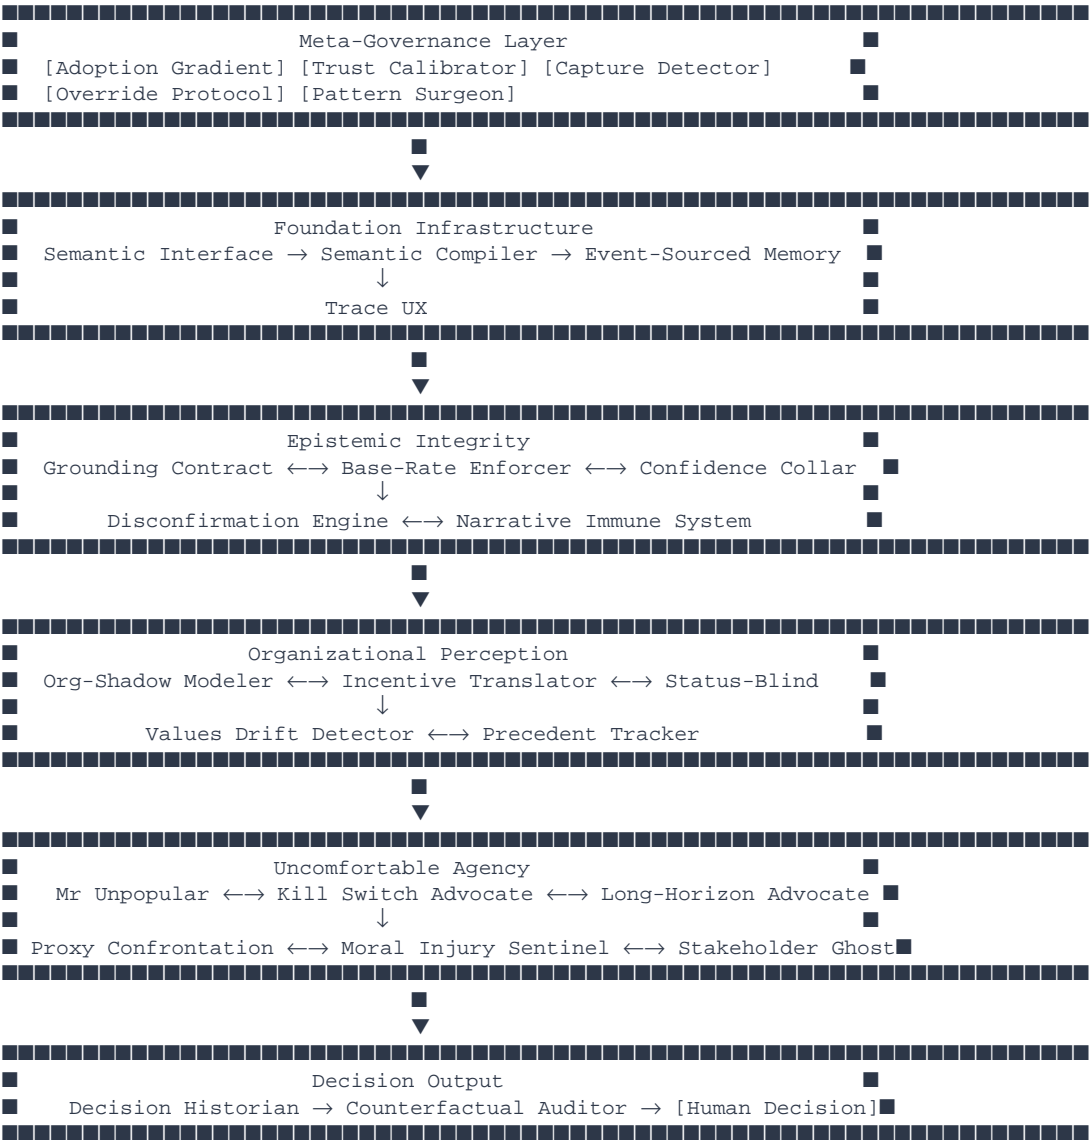 Meta-Governance Layer
[Adoption Gradient] [Trust Calibrator] [Capture Detector]
[Override Protocol] [Pattern Surgeon]
▼
Foundation Infrastructure
Semantic Interface → Semantic Compiler → Event-Sourced Memory
↓
Trace UX
▼
Epistemic Integrity
Grounding Contract ←→ Base-Rate Enforcer ←→ Confidence Collar
↓
Disconfirmation Engine ←→ Narrative Immune System
▼
Organizational Perception
Org-Shadow Modeler ←→ Incentive Translator ←→ Status-Blind
↓
Values Drift Detector ←→ Precedent Tracker
▼
Uncomfortable Agency
Mr Unpopular ←→ Kill Switch Advocate ←→ Long-Horizon Advocate
↓
Proxy Confrontation ←→ Moral Injury Sentinel ←→ Stakeholder Ghost
▼
Decision Output
Decision Historian → Counterfactual Auditor → [Human Decision]